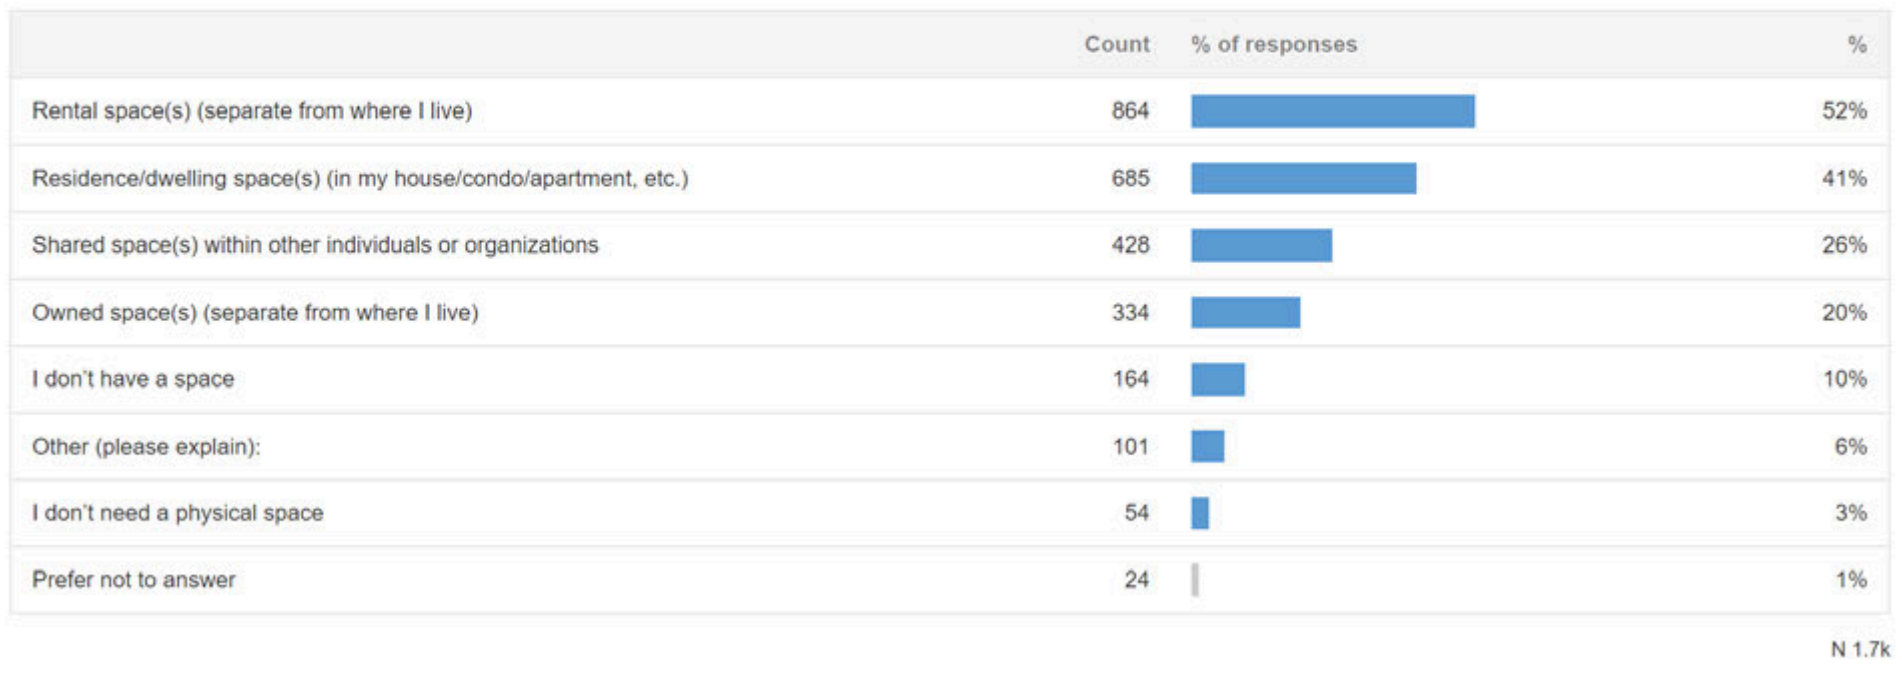 Count % of responses %
Rental space(s) (separate from where I live) 864 52%
Residence/dwelling space(s) (in my house/condo/apartment, etc.) 685 41%
Shared space(s) within other individuals or organizations 428 26%
Owned space(s) (separate from where I live) 334 20%
I don't have a space 164 10%
Other (please explain): 101 6%
I don't need a physical space 54 3%
Prefer not to answer 24 1%
N 1.7k